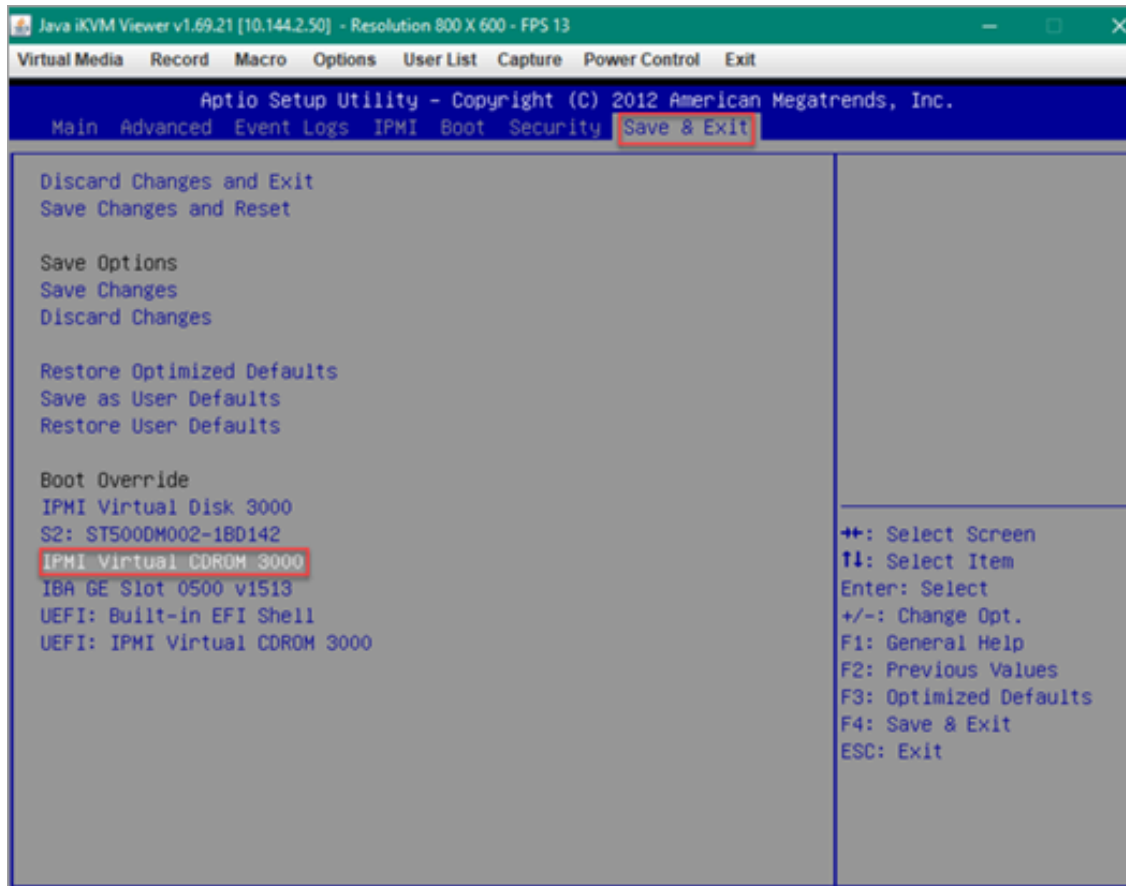 Java iKVM Viewer v1.69.21 [10.144.2.50] - Resolution 800 X 600 - FPS 13
Virtual Media Record Macro Options User List Capture Power Control Exit
Aptio Setup Utility - Copyright (C) 2012 American Megatrends, Inc.
Main Advanced Event Logs IPMI Boot Security Save & Exit
Discard Changes and Exit
Save Changes and Reset
Save Options
Save Changes
Discard Changes
Restore Optimized Defaults
Save as User Defaults
Restore User Defaults
Boot Override
IPMI Virtual Disk 3000
S2: ST500DM002-1BD142
IPMI Virtual CDROM 3000
IBA GE Slot 0500 v1513
UEFI: Built-in EFI Shell
UEFI: IPMI Virtual CDROM 3000
→←: Select Screen
↑↓: Select Item
Enter: Select
+/-: Change Opt.
F1: General Help
F2: Previous Values
F3: Optimized Defaults
F4: Save & Exit
ESC: Exit